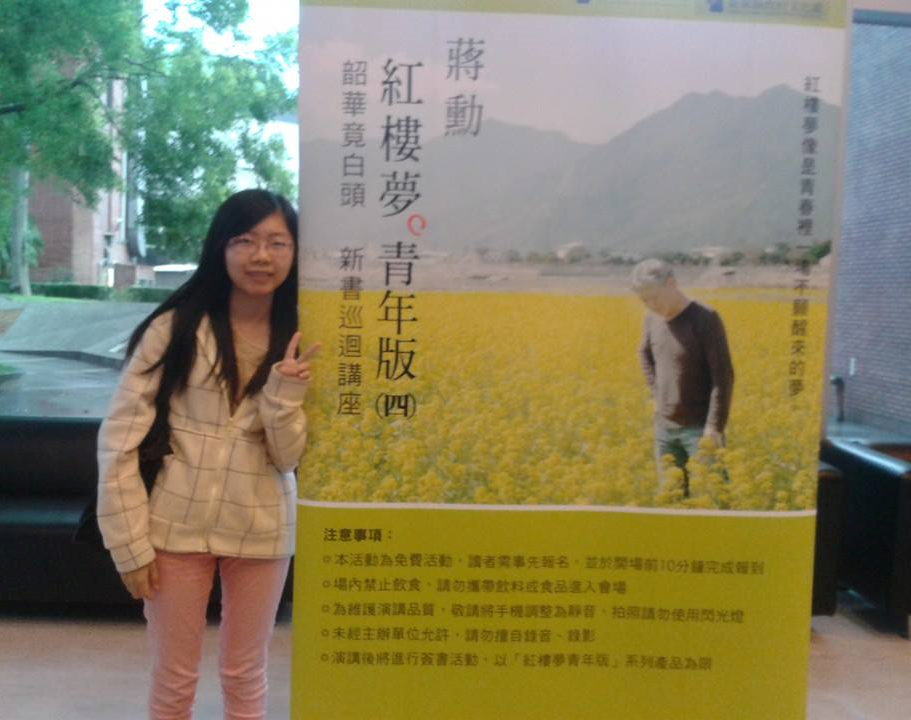 蔣勳
紅樓夢 青年版(四)
韶華竟白頭 新書巡迴講座
紅樓夢像是青春裡一場不願醒來的夢
注意事項：
本活動為免費活動，讀者需事先報名，並於開場前10分鐘完成報到
場內禁止飲食、請勿攜帶飲料或食品進入會場
為維護演講品質，敬請將手機調整為靜音、拍照請勿使用閃光燈
未經主辦單位允許，請勿擅自錄音、錄影
演講後將進行簽書活動，以「紅樓夢青年版」系列產品為限